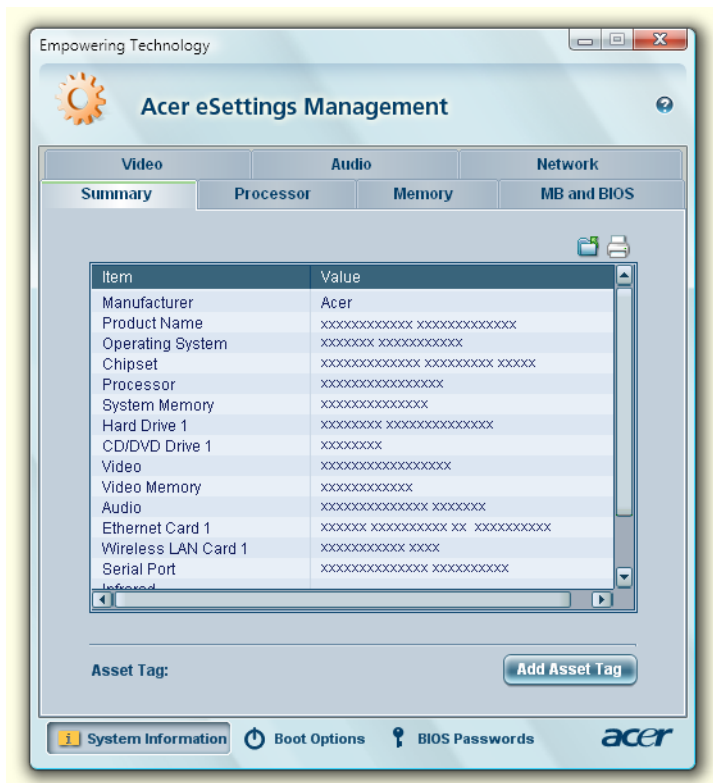 Empowering Technology
Acer eSettings Management
Video Audio Network
Summary Processor Memory MB and BIOS
Item Value
Manufacturer Acer
Product Name xxxxxxxxxxxx xxxxxxxxxxxxx
Operating System xxxxxxx xxxxxxxxxxx
Chipset xxxxxxxxxxxxx xxxxxxxxx xxxxx
Processor xxxxxxxxxxxxxxxx
System Memory xxxxxxxxxxxxxx
Hard Drive 1 xxxxxxxx xxxxxxxxxxxxxx
CD/DVD Drive 1 xxxxxxxx
Video xxxxxxxxxxxxxxxxx
Video Memory xxxxxxxxxxxx
Audio xxxxxxxxxxxxxx xxxxxxx
Ethernet Card 1 xxxxxx xxxxxxxxxx xx xxxxxxxxxx
Wireless LAN Card 1 xxxxxxxxxxx xxxx
Serial Port xxxxxxxxxxxxxx xxxxxxxxxx
Infrared
Asset Tag: Add Asset Tag
System Information Boot Options BIOS Passwords acer